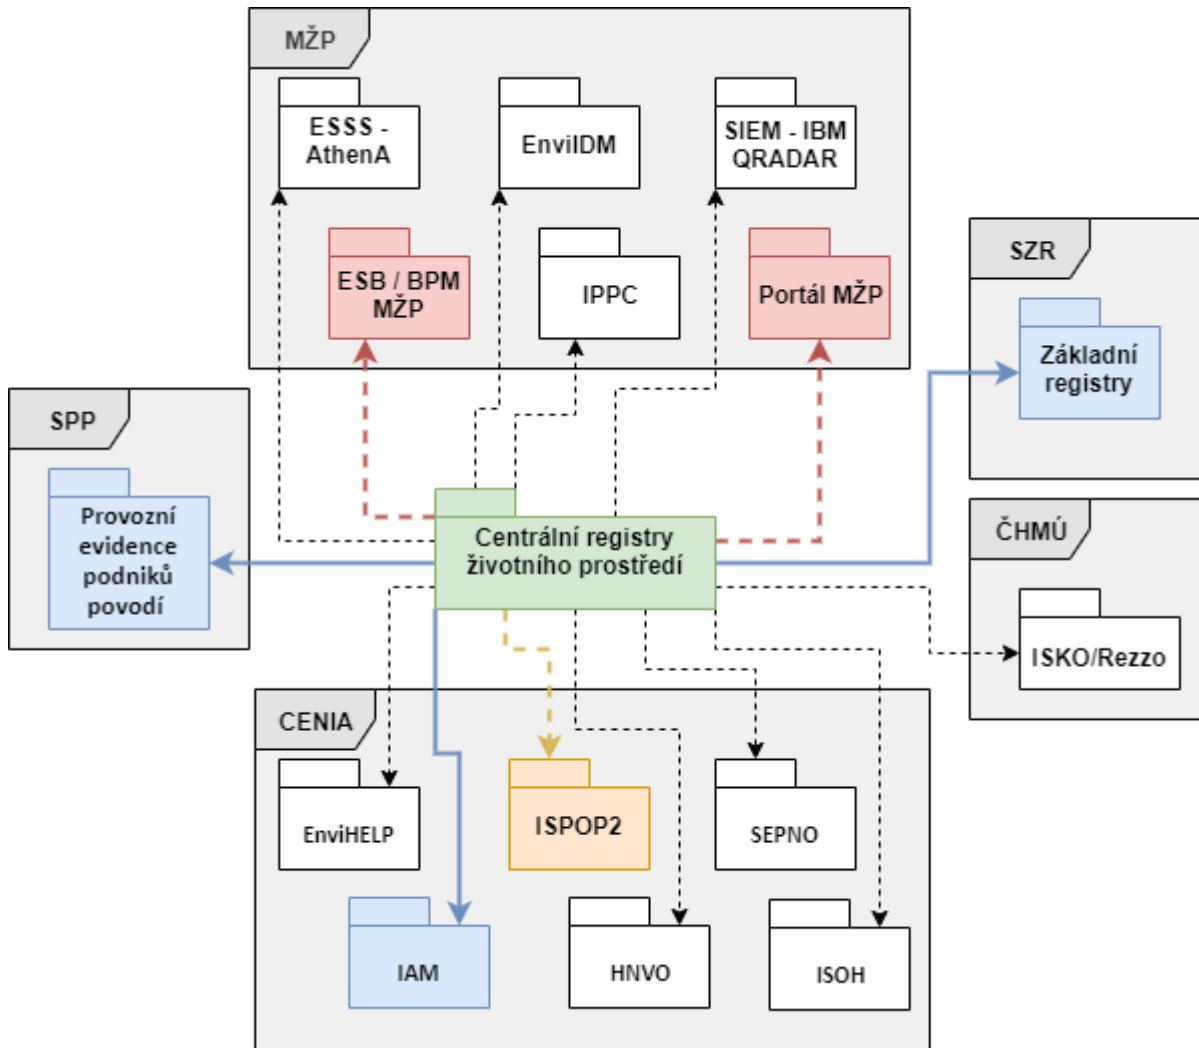 MŽP
ESSS -
AthenA
EnviIDM
SIEM - IBM
QRADAR
ESB / BPM
MŽP
IPPC
Portál MŽP
SZR
Základní
registry
SPP
Provozní
evidence
podniků
povodí
Centrální registry
životního prostředí
ČHMÚ
ISKO/Rezzo
CENIA
EnviHELP
ISPOP2
SEPNO
IAM
HNVO
ISOH